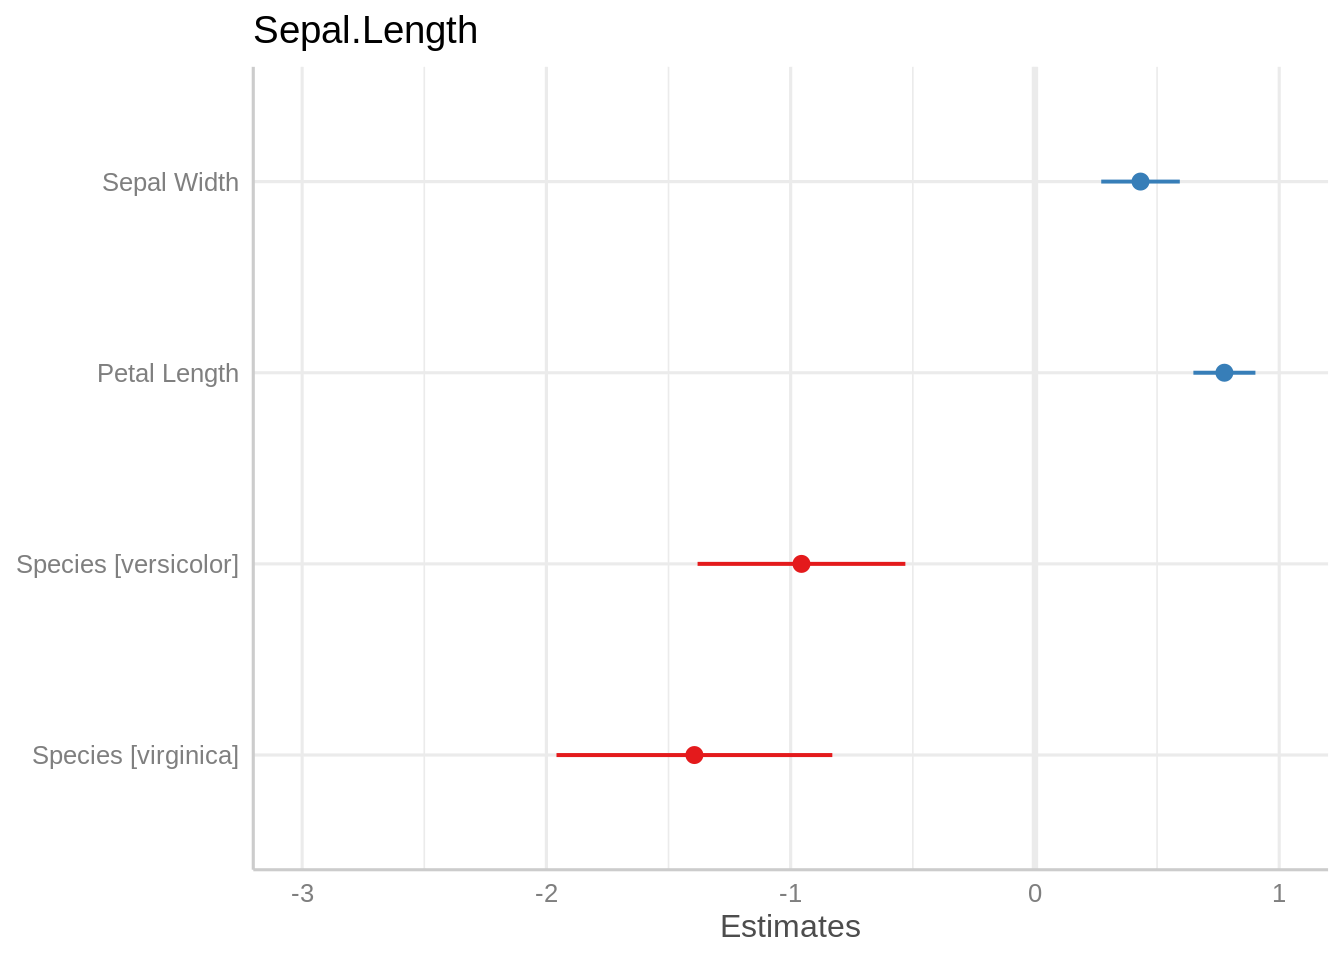 Sepal.Length
Sepal Width
Petal Length
Species [versicolor]
Species [virginica]
-3 -2 -1 0 1
Estimates